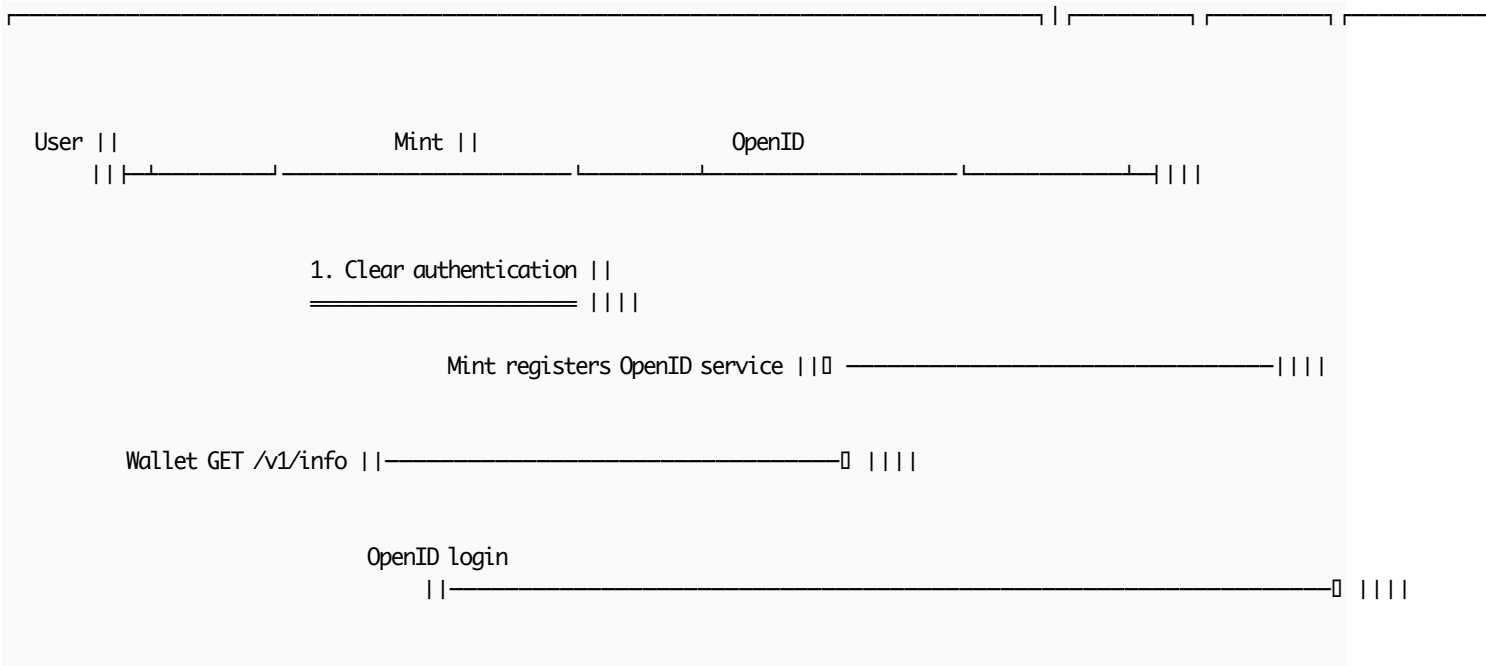 User || Mint || OpenID
1. Clear authentication ||
Mint registers OpenID service ||
Wallet GET /v1/info ||
OpenID login